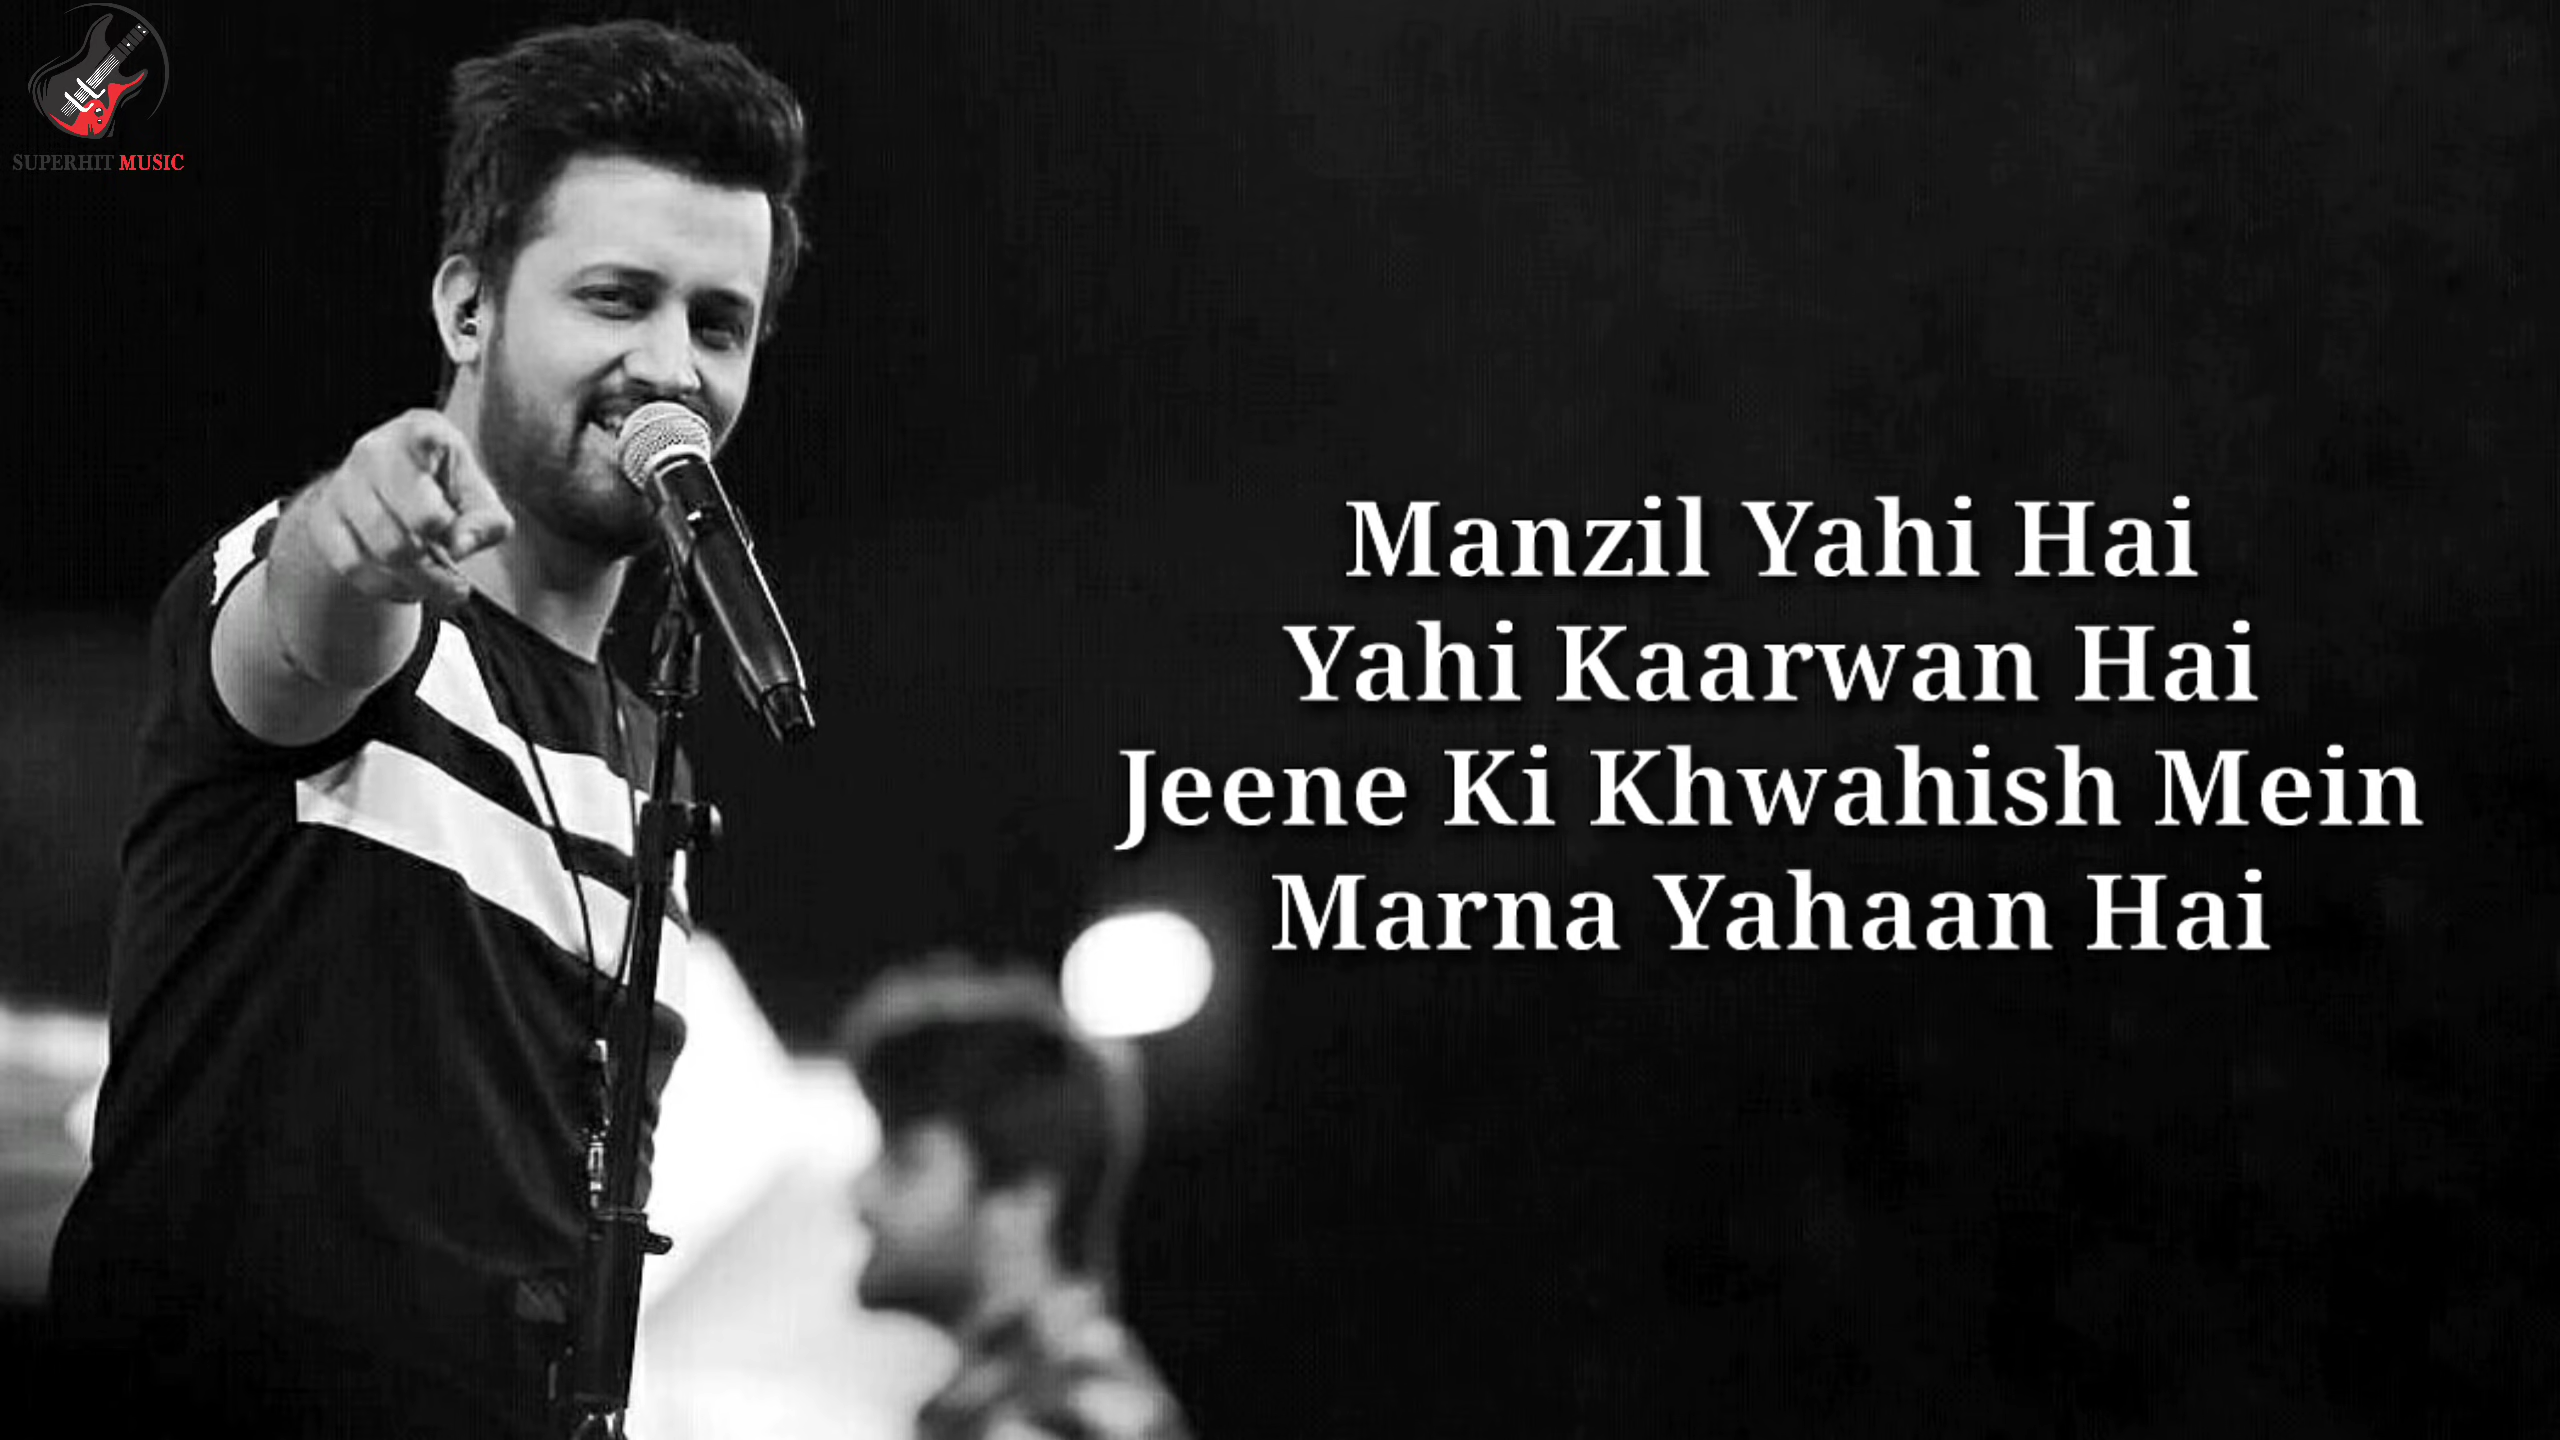 SUPERHIT MUSIC
Manzil Yahi Hai
Yahi Kaarwan Hai
Jeene Ki Khwahish Mein
Marna Yahaan Hai